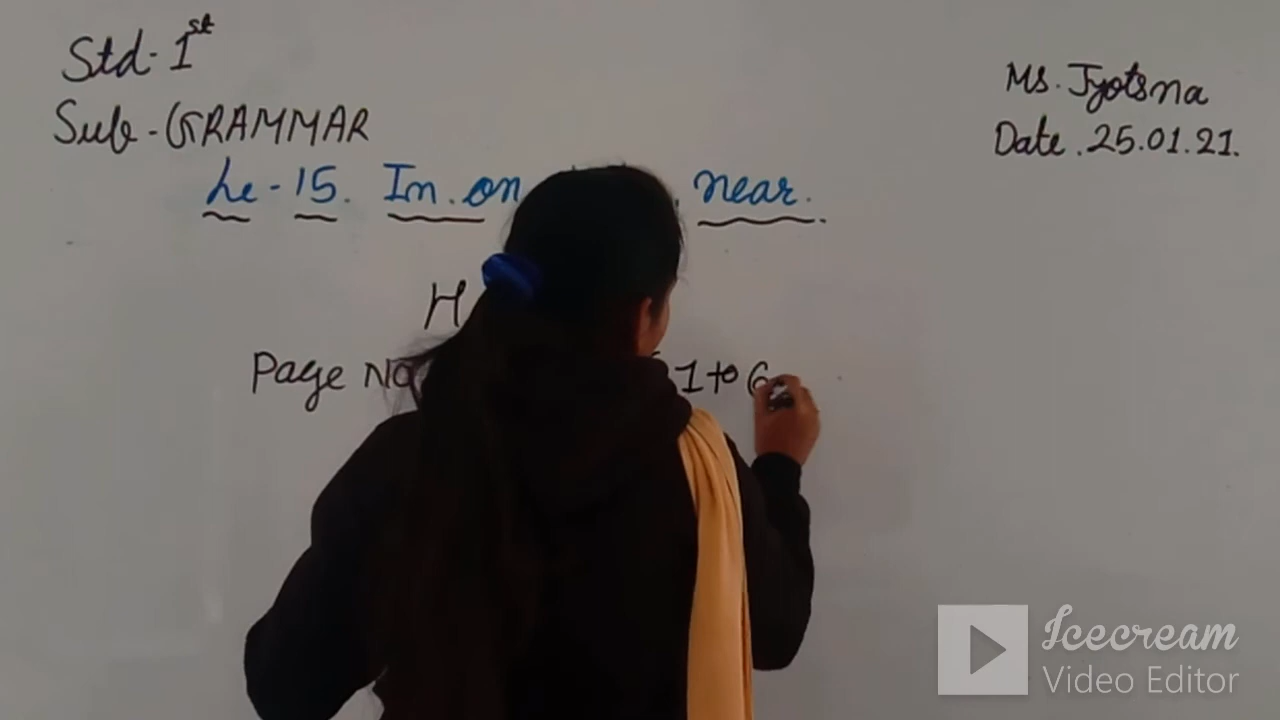 Std- 1st
Sub- GRAMMAR
Ms. Jyotsna
Date. 25.01.21.
Le-15. In. on near.
Page No 1 to 6
Icecream
Video Editor